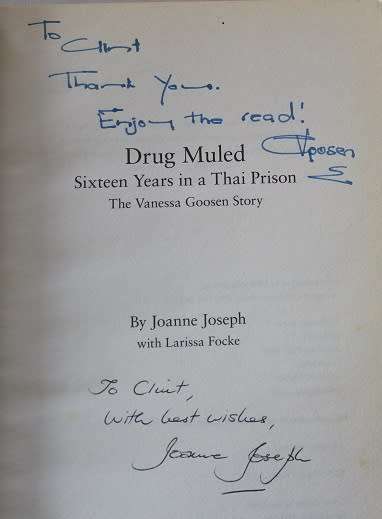 To
Clint
Thank You.
Enjoy the read!
VGoosen
Drug Muled
Sixteen Years in a Thai Prison
The Vanessa Goosen Story
By Joanne Joseph
with Larissa Focke
To Clint,
With best wishes,
Joanne Joseph